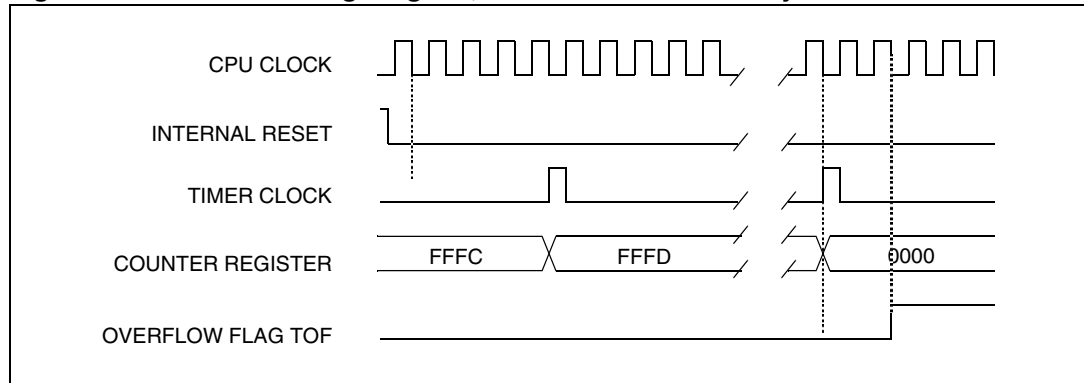 CPU CLOCK
INTERNAL RESET
TIMER CLOCK
COUNTER REGISTER FFFC FFFD 0000
OVERFLOW FLAG TOF